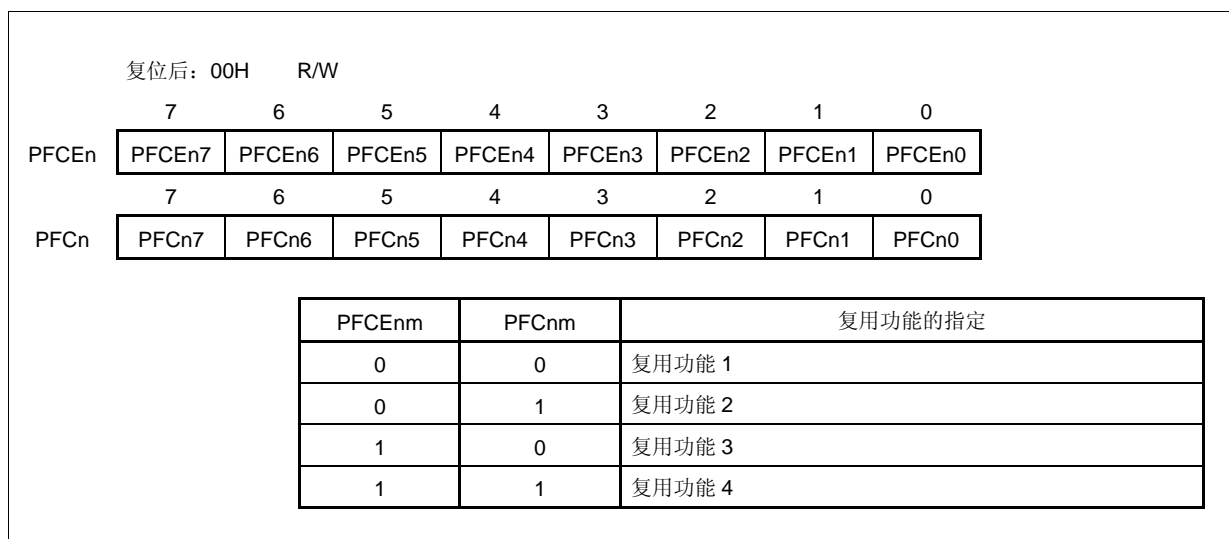 复位后：00H R/W
7 6 5 4 3 2 1 0
PFCEn PFCEn7 PFCEn6 PFCEn5 PFCEn4 PFCEn3 PFCEn2 PFCEn1 PFCEn0
7 6 5 4 3 2 1 0
PFCn PFCn7 PFCn6 PFCn5 PFCn4 PFCn3 PFCn2 PFCn1 PFCn0
PFCEnm PFCnm 复用功能的指定
0 0 复用功能 1
0 1 复用功能 2
1 0 复用功能 3
1 1 复用功能 4